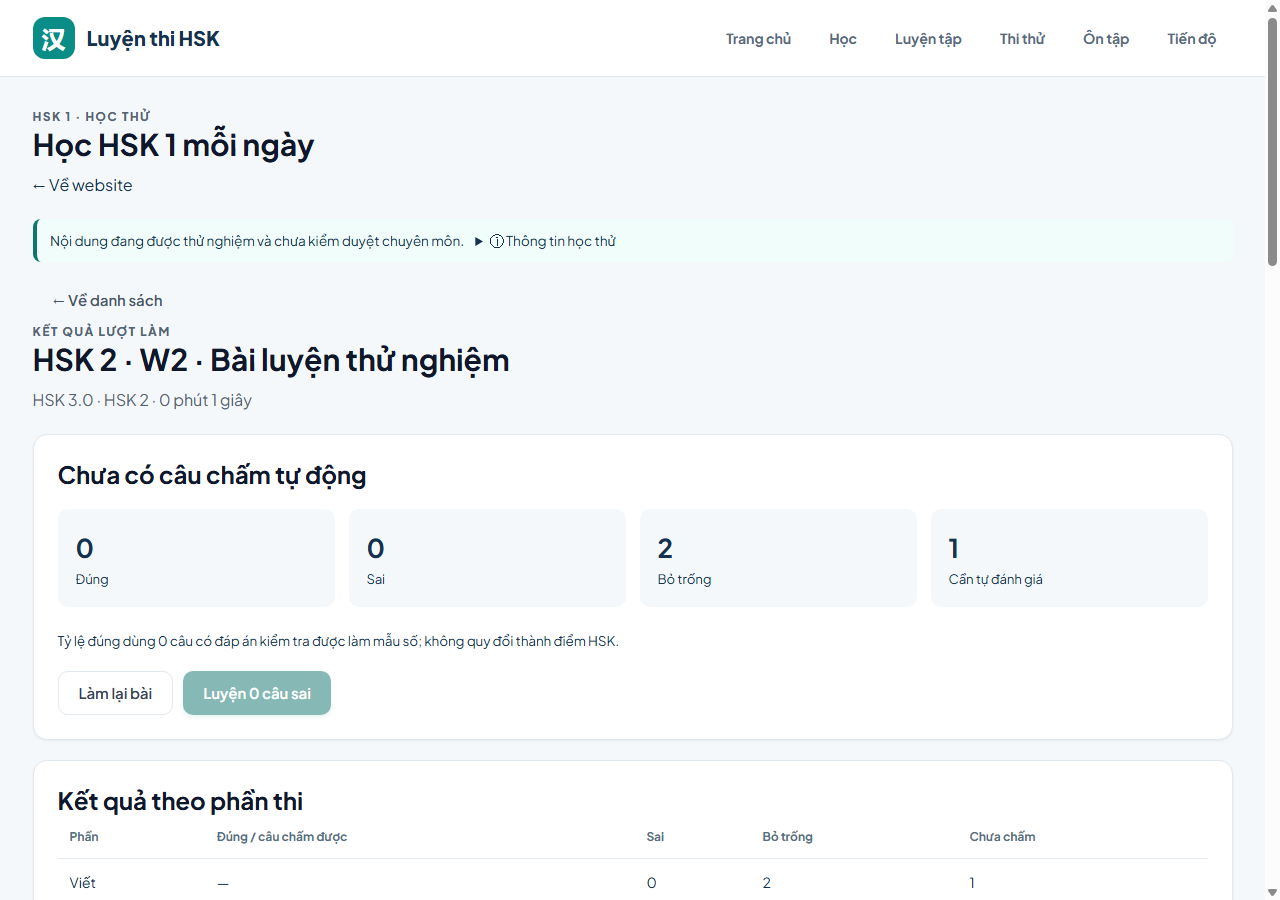 汉 Luyện thi HSK
Trang chủ Học Luyện tập Thi thử Ôn tập Tiến độ
HSK 1 · HỌC THỬ
Học HSK 1 mỗi ngày
← Về website
Nội dung đang được thử nghiệm và chưa kiểm duyệt chuyên môn. ▶ ⓘ Thông tin học thử
← Về danh sách
KẾT QUẢ LƯỢT LÀM
HSK 2 · W2 · Bài luyện thử nghiệm
HSK 3.0 · HSK 2 · 0 phút 1 giây
Chưa có câu chấm tự động
0 0 2 1
Đúng Sai Bỏ trống Cần tự đánh giá
Tỷ lệ đúng dùng 0 câu có đáp án kiểm tra được làm mẫu số; không quy đổi thành điểm HSK.
Làm lại bài Luyện 0 câu sai
Kết quả theo phần thi
Phần Đúng / câu chấm được Sai Bỏ trống Chưa chấm
Viết — 0 2 1